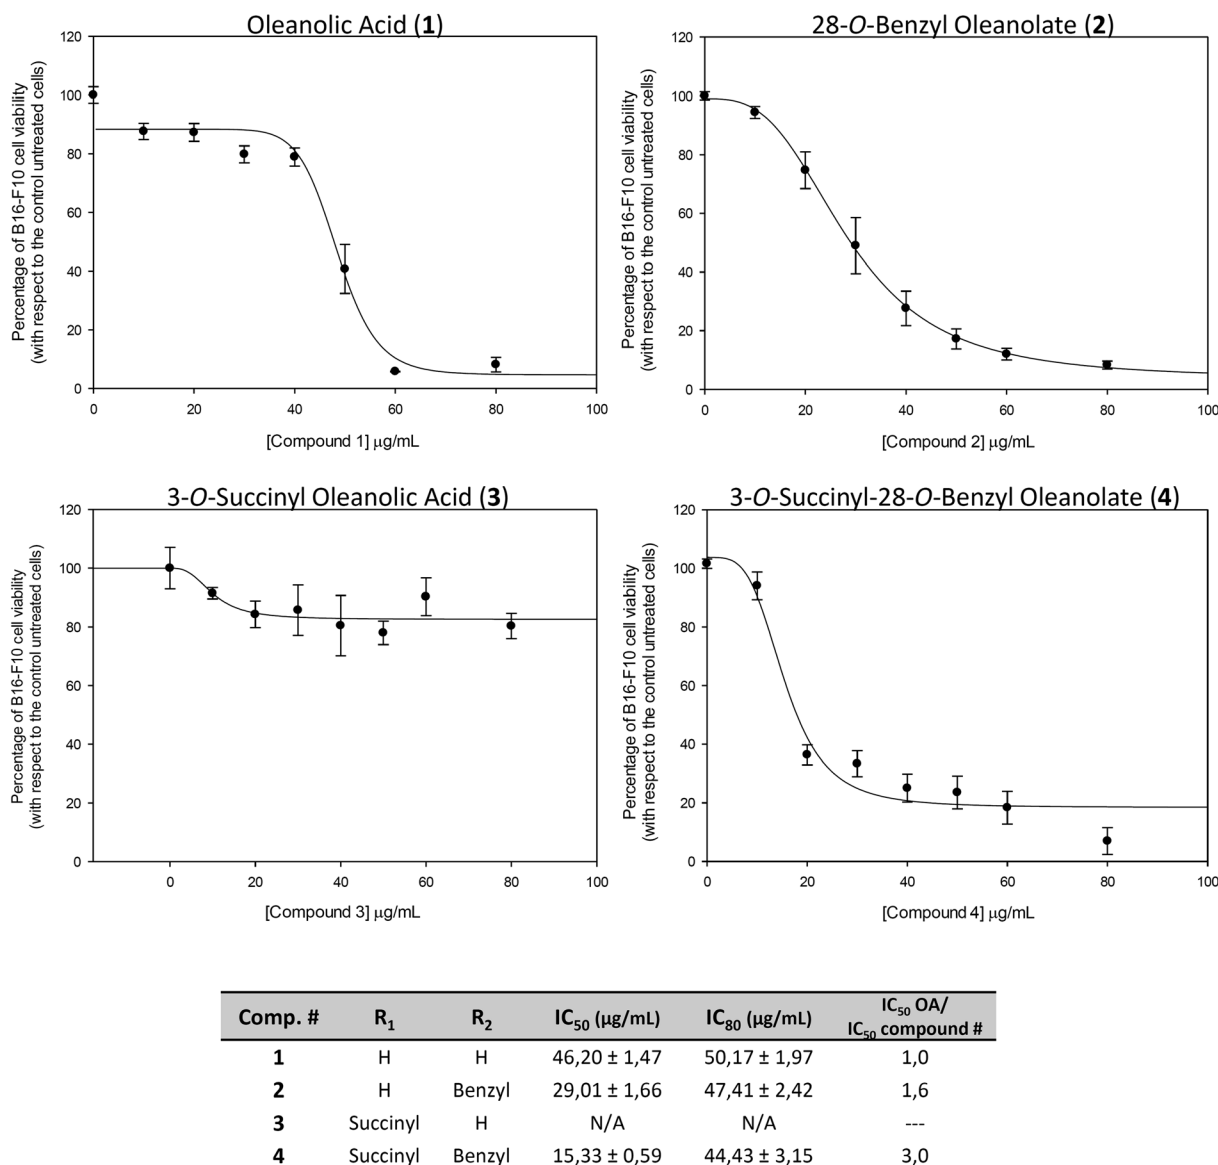 Oleanolic Acid (1)
120
100
80
60
40
20
0
0 20 40 60 80 100
Percentage of B16-F10 cell viability
(with respect to the control untreated cells)
[Compound 1] μg/mL
28-O-Benzyl Oleanolate (2)
120
100
80
60
40
20
0
0 20 40 60 80 100
Percentage of B16-F10 cell viability
(with respect to the control untreated cells)
[Compound 2] μg/mL
3-O-Succinyl Oleanolic Acid (3)
120
100
80
60
40
20
0
0 20 40 60 80 100
Percentage of B16-F10 cell viability
(with respect to the control untreated cells)
[Compound 3] μg/mL
3-O-Succinyl-28-O-Benzyl Oleanolate (4)
120
100
80
60
40
20
0
0 20 40 60 80 100
Percentage of B16-F10 cell viability
(with respect to the control untreated cells)
[Compound 4] μg/mL
Comp. # R1 R2 IC50 (μg/mL) IC80 (μg/mL) IC50 OA/
IC50 compound #
1 H H 46,20 ± 1,47 50,17 ± 1,97 1,0
2 H Benzyl 29,01 ± 1,66 47,41 ± 2,42 1,6
3 Succinyl H N/A N/A ---
4 Succinyl Benzyl 15,33 ± 0,59 44,43 ± 3,15 3,0